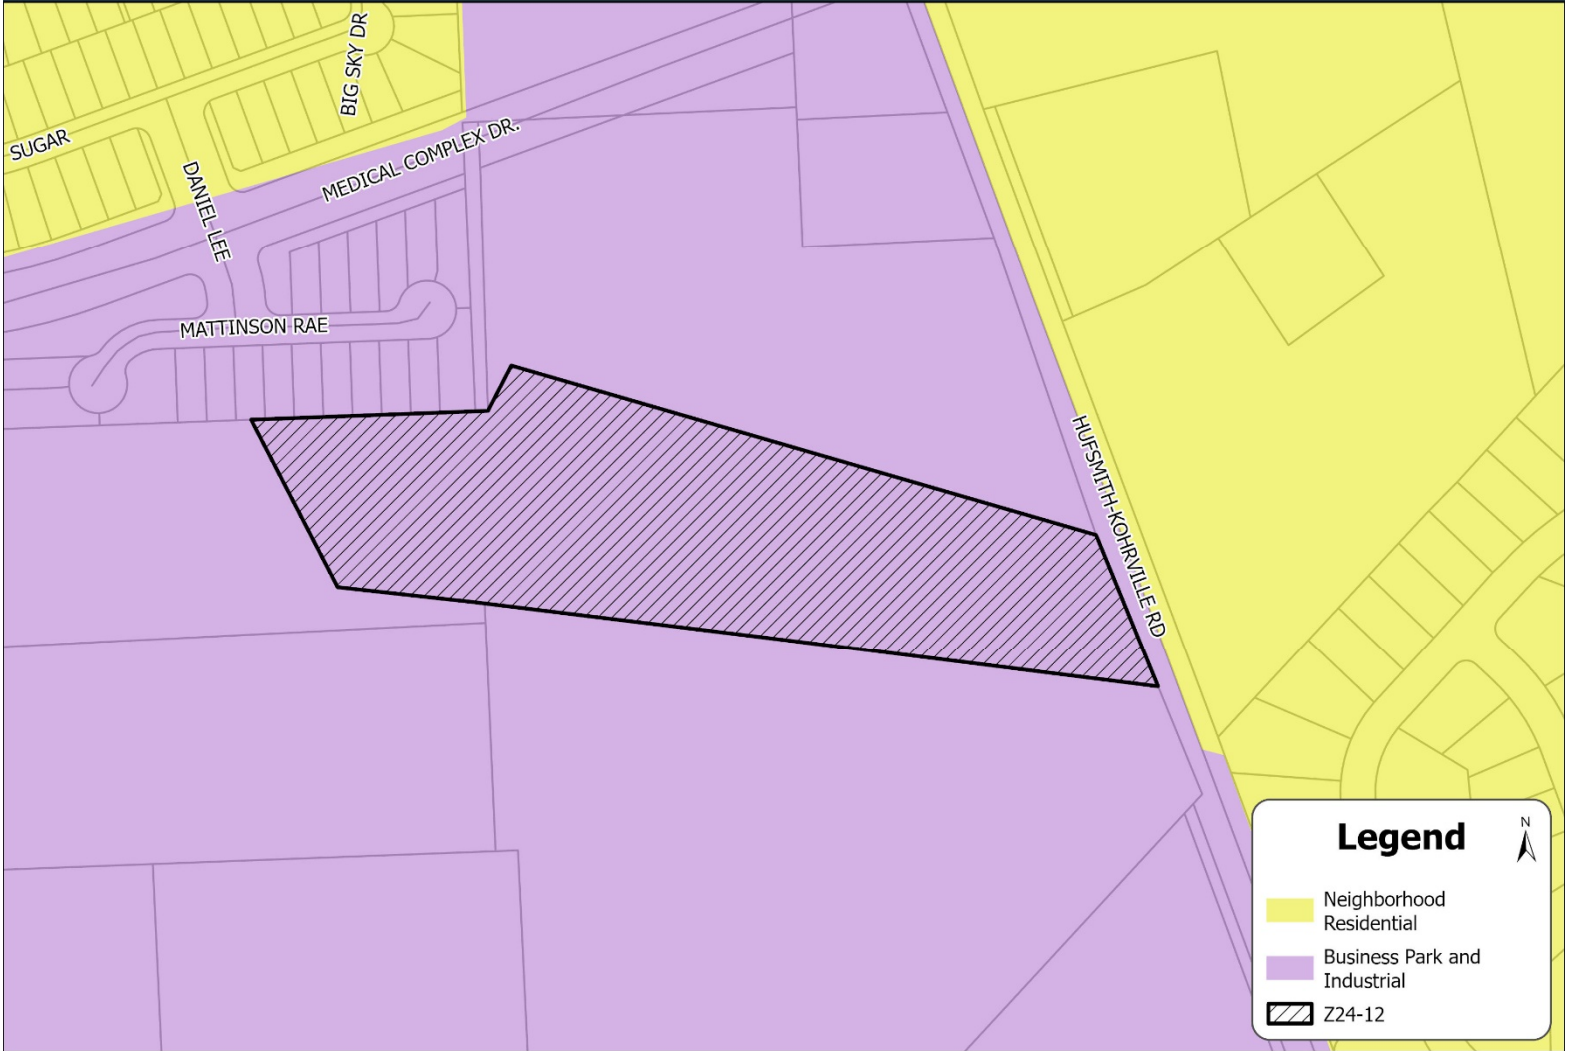 BIG SKY DR
SUGAR
MEDICAL COMPLEX DR.
DANIEL LEE
MATTINSON RAE
HUFSMITH-KOHRVILLE RD
Legend
N
Neighborhood
Residential
Business Park and
Industrial
Z24-12